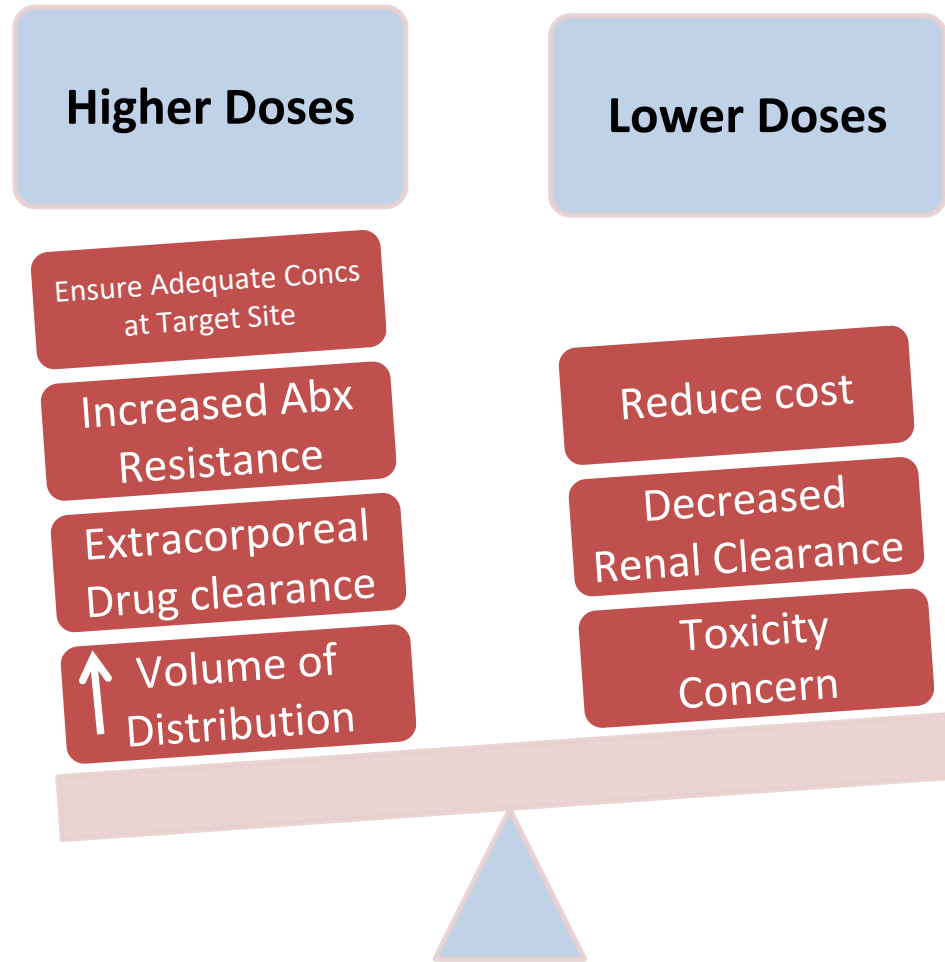 Higher Doses
Ensure Adequate Concs
at Target Site
Increased Abx
Resistance
Extracorporeal
Drug clearance
Volume of
Distribution
Lower Doses
Reduce cost
Decreased
Renal Clearance
Toxicity
Concern